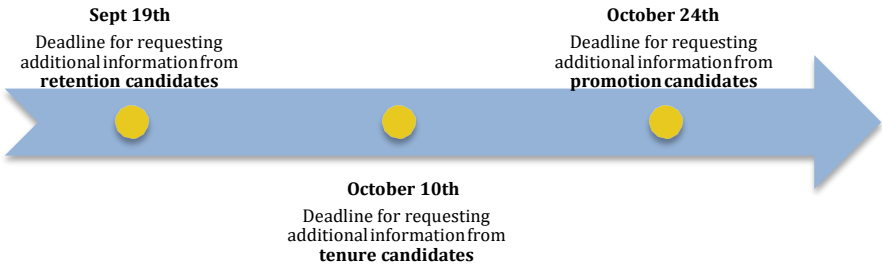 Sept 19th
Deadline for requesting
additional information from
retention candidates
October 10th
Deadline for requesting
additional information from
tenure candidates
October 24th
Deadline for requesting
additional information from
promotion candidates